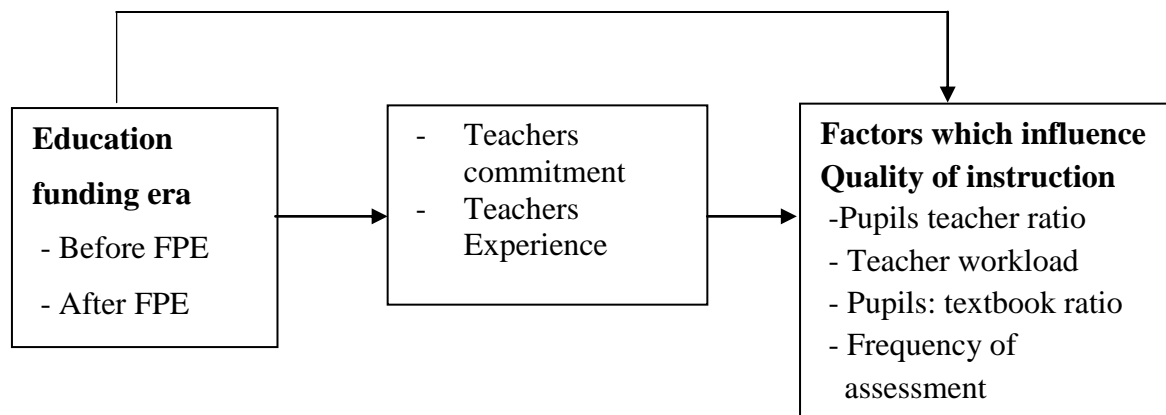 Education
funding era
- Before FPE
- After FPE
- Teachers
commitment
- Teachers
Experience
Factors which influence
Quality of instruction
-Pupils teacher ratio
- Teacher workload
- Pupils: textbook ratio
- Frequency of
assessment